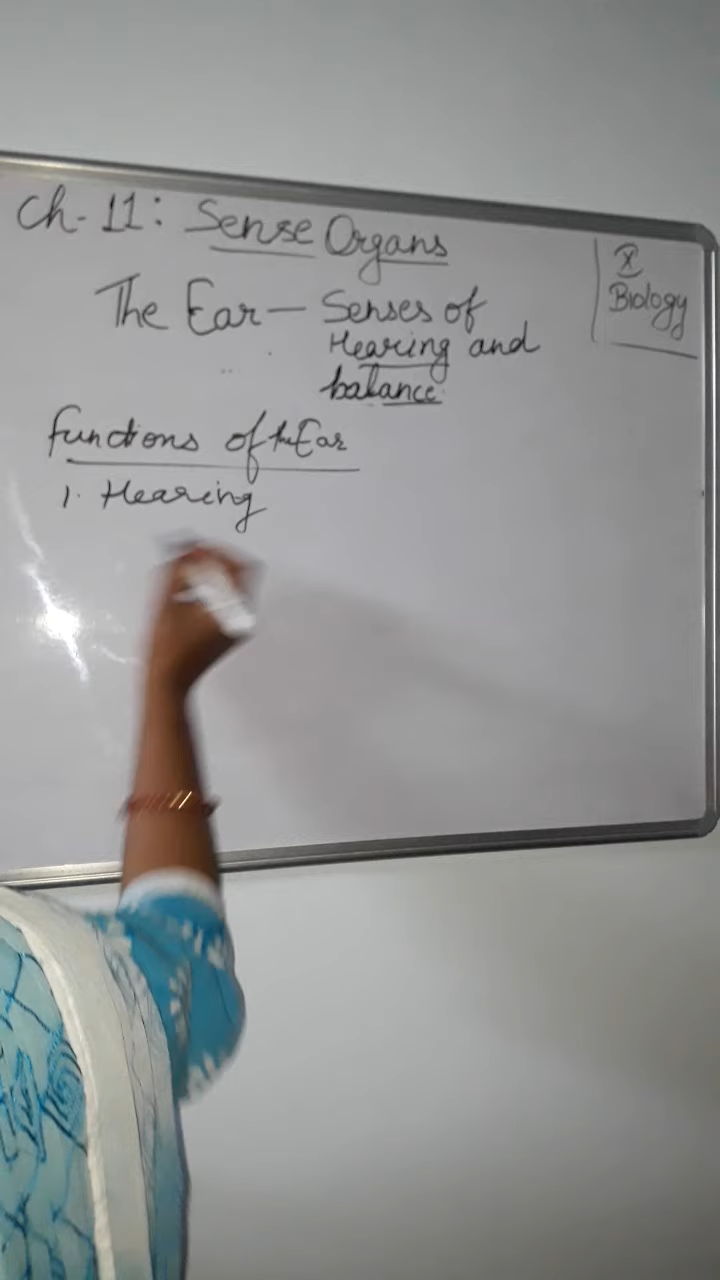 Ch-11: Sense Organs
X
Biology
The Ear — Senses of
Hearing and
balance
functions of the Ear
1. Hearing